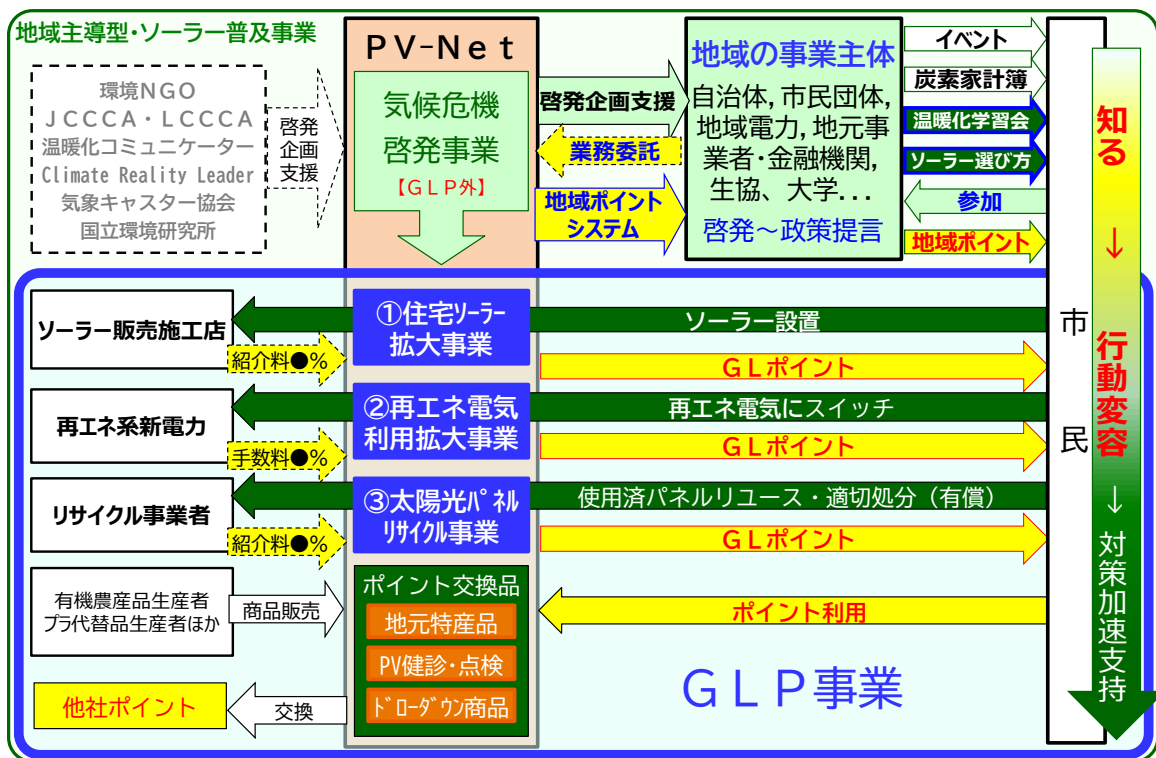 地域主導型・ソーラー普及事業
環境NGO
JCCCA・LCCCA
温暖化コミュニケーター
Climate Reality Leader
気象キャスター協会
国立環境研究所
啓発
企画
支援
PV-Net
気候危機
啓発事業
【GLP外】
啓発企画支援
業務委託
地域ポイント
システム
地域の事業主体
自治体,市民団体,
地域電力,地元事
業者・金融機関,
生協、大学...
啓発～政策提言
イベント
炭素家計簿
温暖化学習会
ソーラー選び方
参加
地域ポイント
知る
↓
行動変容
↓
対策加速支持
市民
ソーラー販売施工店
紹介料●%
①住宅ｿｰﾗｰ
拡大事業
ソーラー設置
GLポイント
再エネ系新電力
手数料●%
②再エネ電気
利用拡大事業
再エネ電気にスイッチ
GLポイント
リサイクル事業者
紹介料●%
③太陽光ﾊﾟﾈﾙ
ﾘｻｲｸﾙ事業
使用済パネルリユース・適切処分（有償）
GLポイント
有機農産品生産者
プラ代替品生産者ほか
商品販売
ポイント交換品
地元特産品
PV健診・点検
ﾄﾞﾛｰﾀﾞｳﾝ商品
ポイント利用
他社ポイント
交換
GLP事業